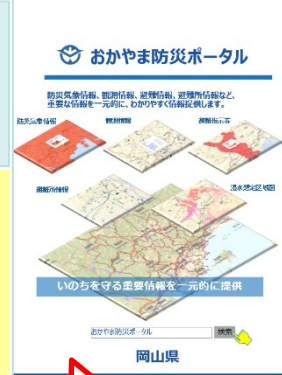 おかやま防災ポータル
防災気象情報、観測情報、避難情報、避難所情報など、
重要な情報を一元的に、わかりやすく情報提供します。
防災気象情報
観測情報
避難指示等
避難所情報
浸水想定区域図
いのちを守る重要情報を一元的に提供
おかやま防災ポータル
検索
岡山県